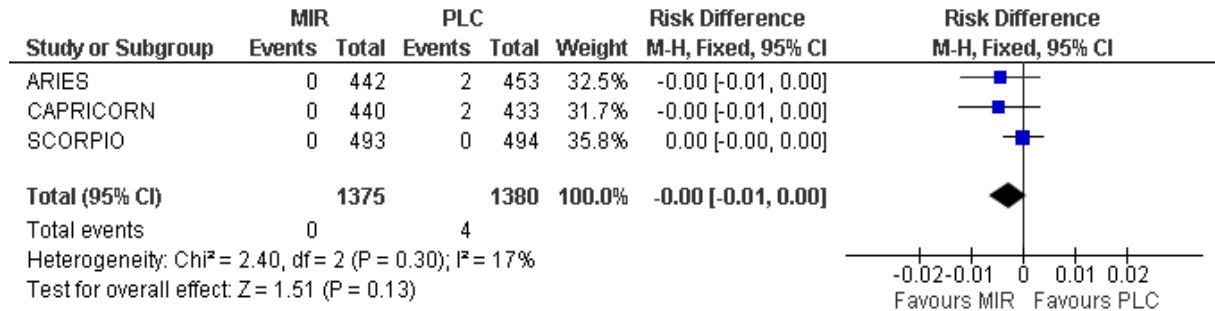 MIR PLC Risk Difference Risk Difference
Study or Subgroup Events Total Events Total Weight M-H, Fixed, 95% CI M-H, Fixed, 95% CI
ARIES 0 442 2 453 32.5% -0.00 [-0.01, 0.00]
CAPRICORN 0 440 2 433 31.7% -0.00 [-0.01, 0.00]
SCORPIO 0 493 0 494 35.8% 0.00 [-0.00, 0.00]
Total (95% CI) 1375 1380 100.0% -0.00 [-0.01, 0.00]
Total events 0 4
Heterogeneity: Chi² = 2.40, df = 2 (P = 0.30); I² = 17%
Test for overall effect: Z = 1.51 (P = 0.13)
-0.02 -0.01 0 0.01 0.02
Favours MIR Favours PLC